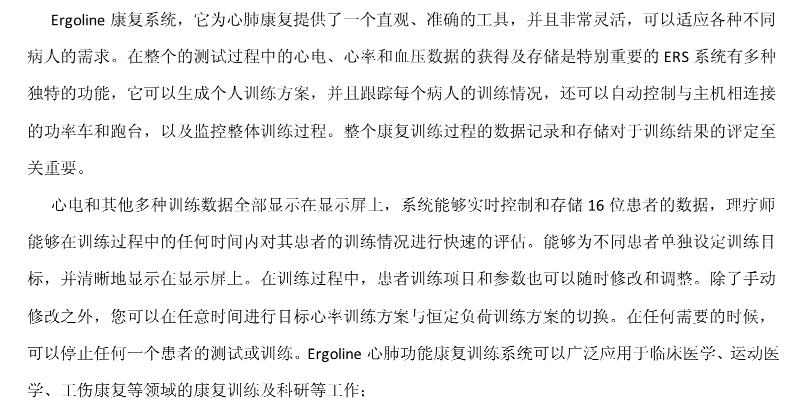 Ergoline 康复系统，它为心肺康复提供了一个直观、准确的工具，并且非常灵活，可以适应各种不同
病人的需求。在整个的测试过程中的心电、心率和血压数据的获得及存储是特别重要的 ERS 系统有多种
独特的功能，它可以生成个人训练方案，并且跟踪每个病人的训练情况，还可以自动控制与主机相连接
的功率车和跑台，以及监控整体训练过程。整个康复训练过程的数据记录和存储对于训练结果的评定至
关重要。
心电和其他多种训练数据全部显示在显示屏上，系统能够实时控制和存储 16 位患者的数据，理疗师
能够在训练过程中的任何时间内对其患者的训练情况进行快速的评估。能够为不同患者单独设定训练目
标，并清晰地显示在显示屏上。在训练过程中，患者训练项目和参数也可以随时修改和调整。除了手动
修改之外，您可以在任意时间进行目标心率训练方案与恒定负荷训练方案的切换。在任何需要的时候，
可以停止任何一个患者的测试或训练。Ergoline 心肺功能康复训练系统可以广泛应用于临床医学、运动医
学、工伤康复等领域的康复训练及科研等工作；